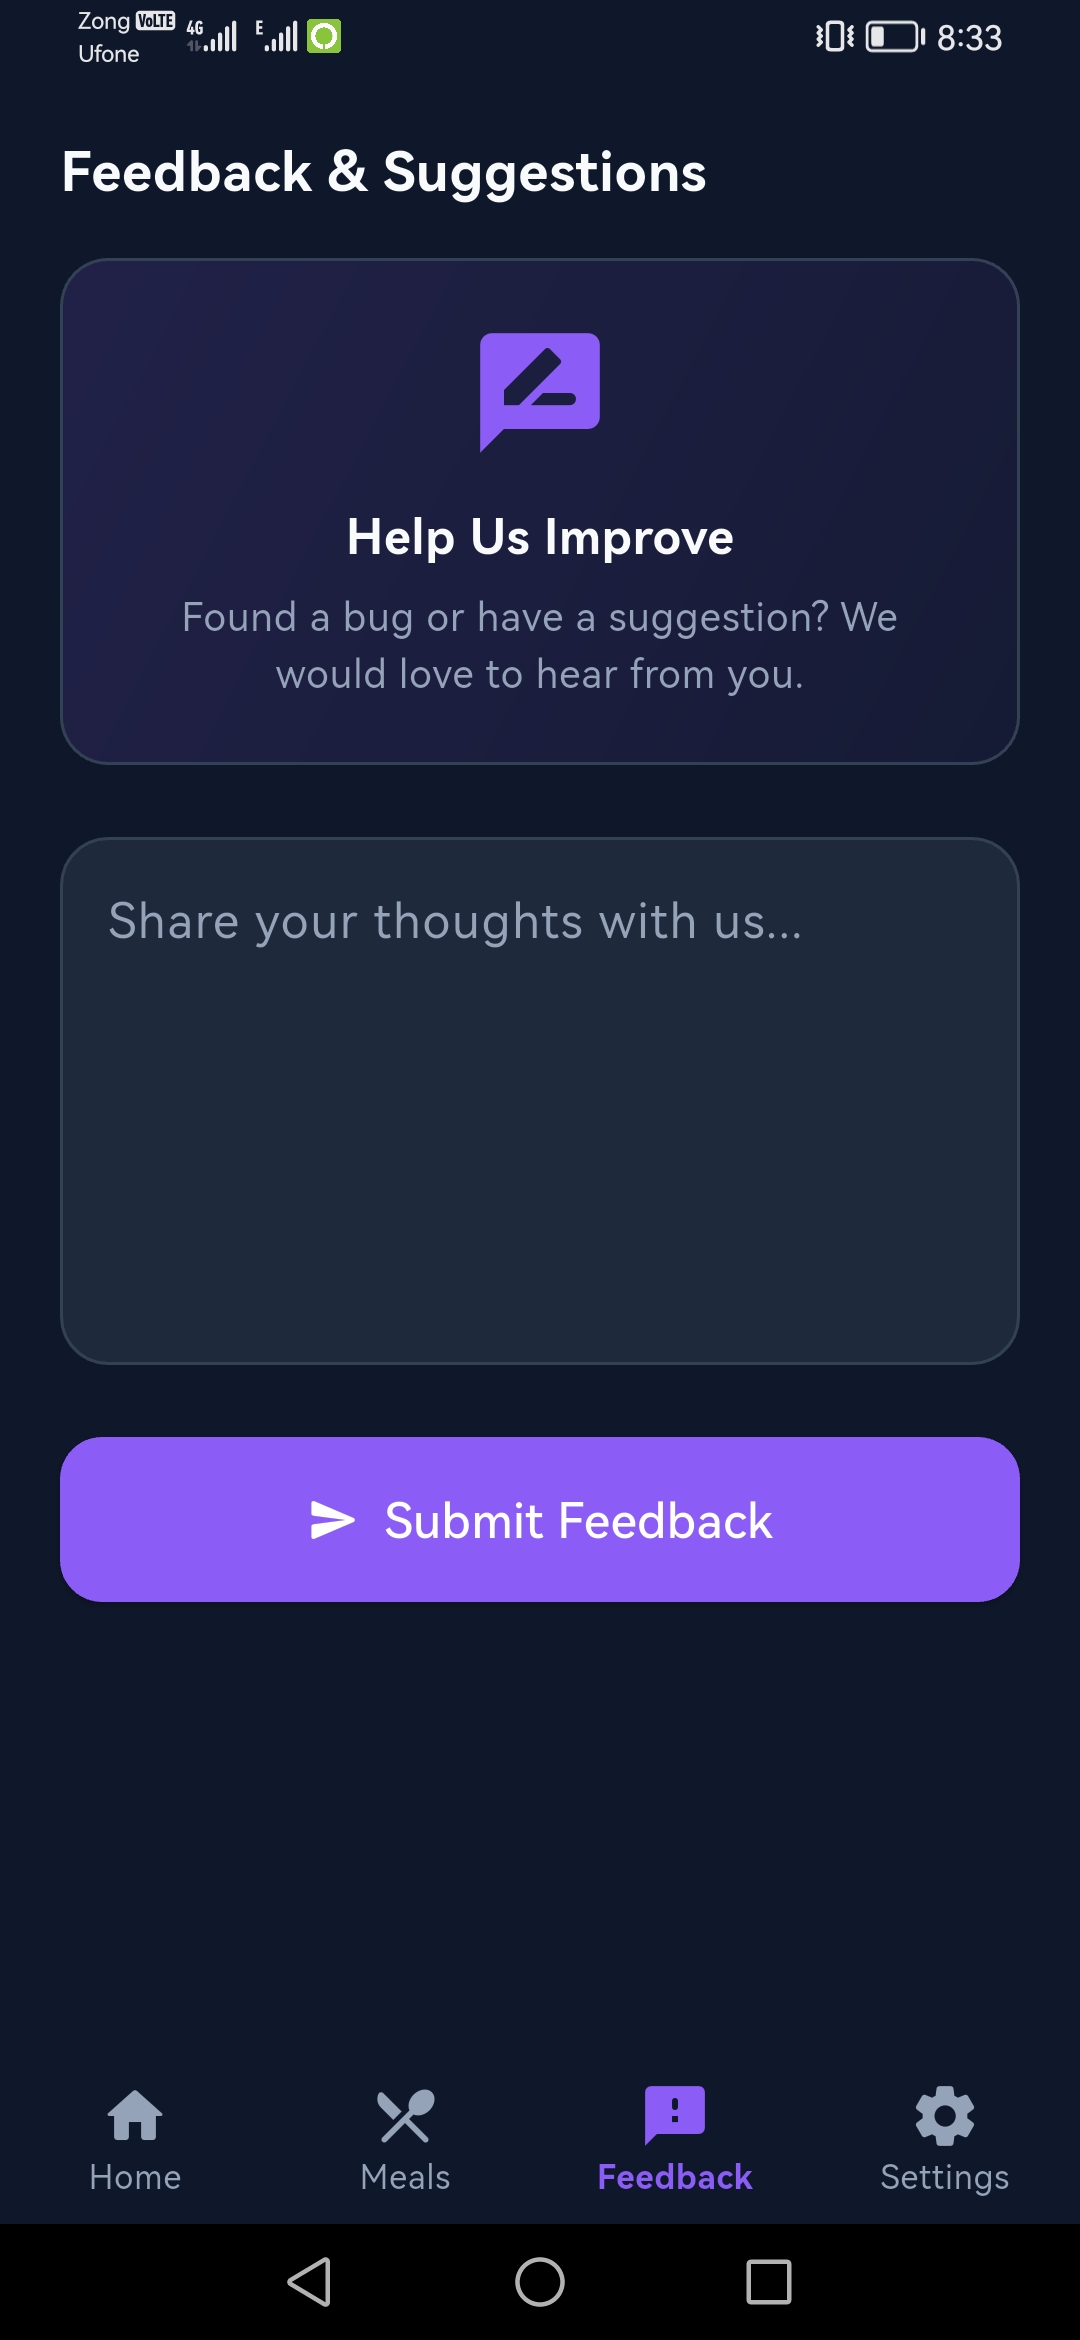 Zong VoLTE 4G E 8:33
Ufone
Feedback & Suggestions
Help Us Improve
Found a bug or have a suggestion? We
would love to hear from you.
Share your thoughts with us...
Submit Feedback
Home Meals Feedback Settings